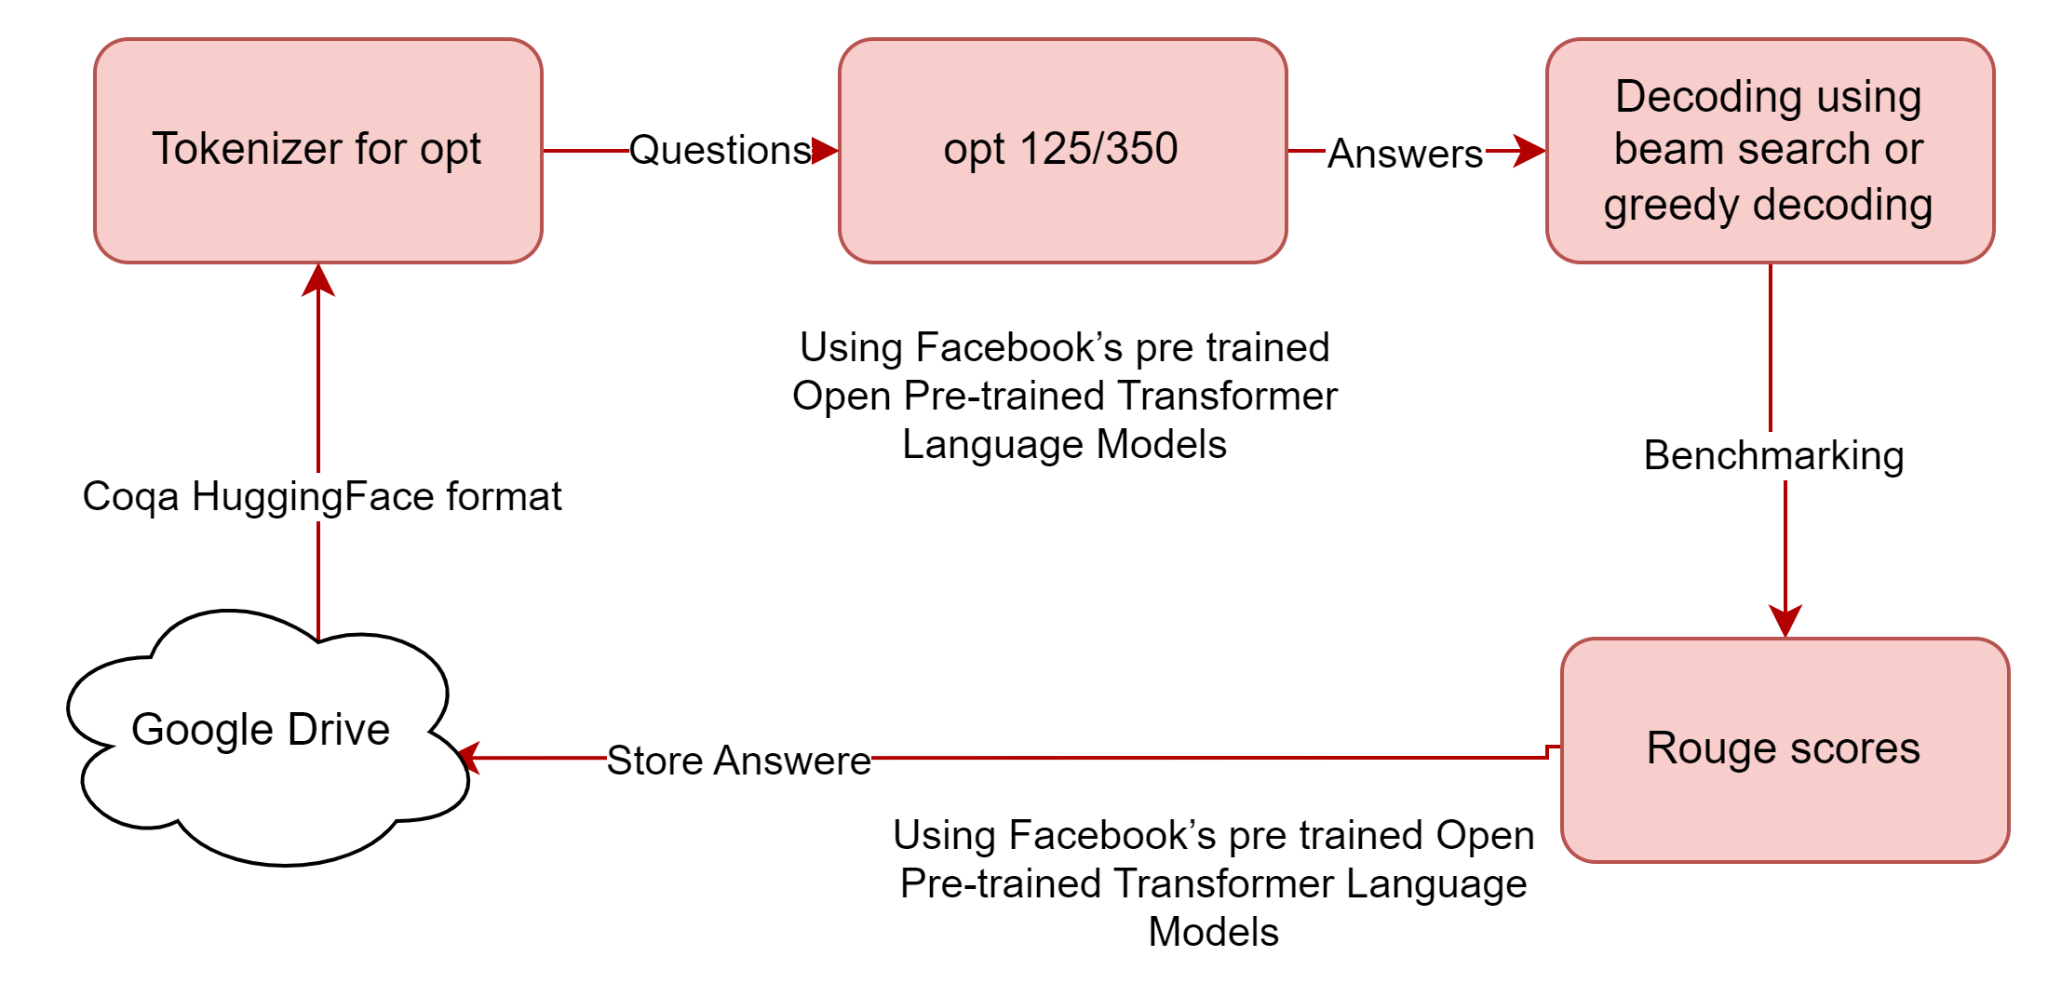 Tokenizer for opt
Questions
opt 125/350
Answers
Decoding using
beam search or
greedy decoding
Using Facebook’s pre trained
Open Pre-trained Transformer
Language Models
Benchmarking
Coqa HuggingFace format
Google Drive
Store Answere
Rouge scores
Using Facebook’s pre trained Open
Pre-trained Transformer Language
Models